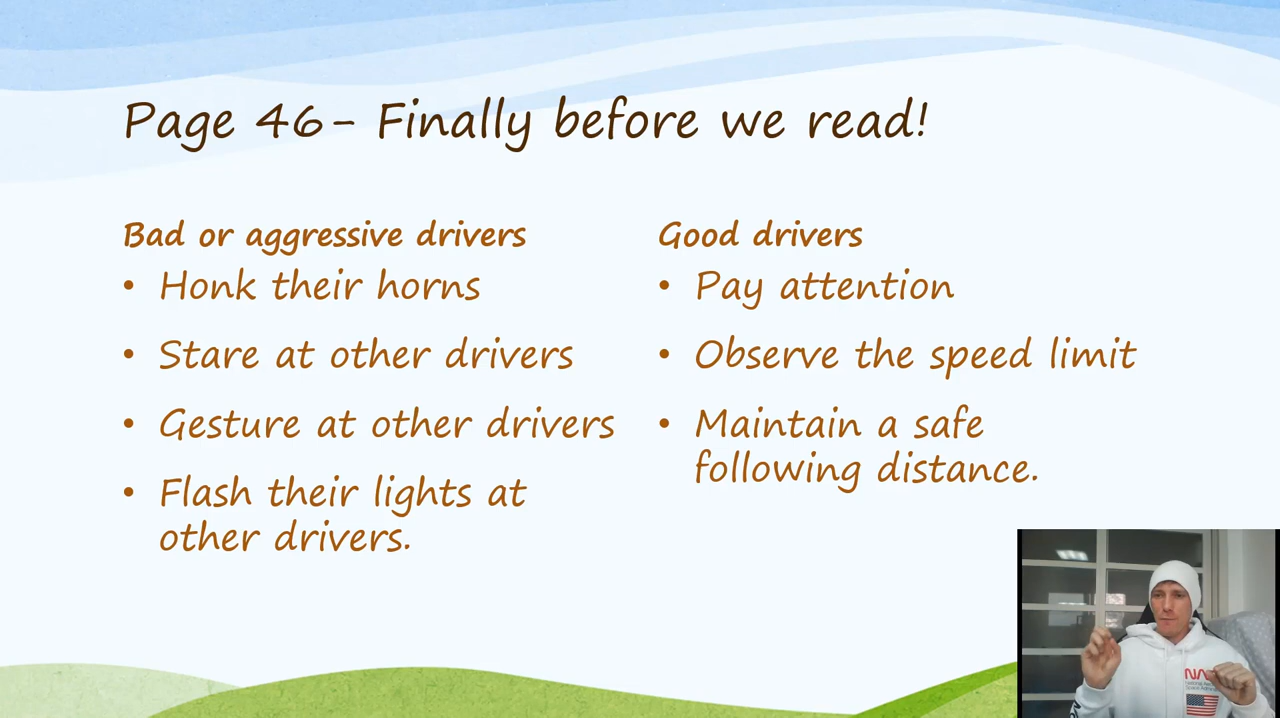 Page 46- Finally before we read!
Bad or aggressive drivers
• Honk their horns
• Stare at other drivers
• Gesture at other drivers
• Flash their lights at
other drivers.
Good drivers
• Pay attention
• Observe the speed limit
• Maintain a safe
following distance.